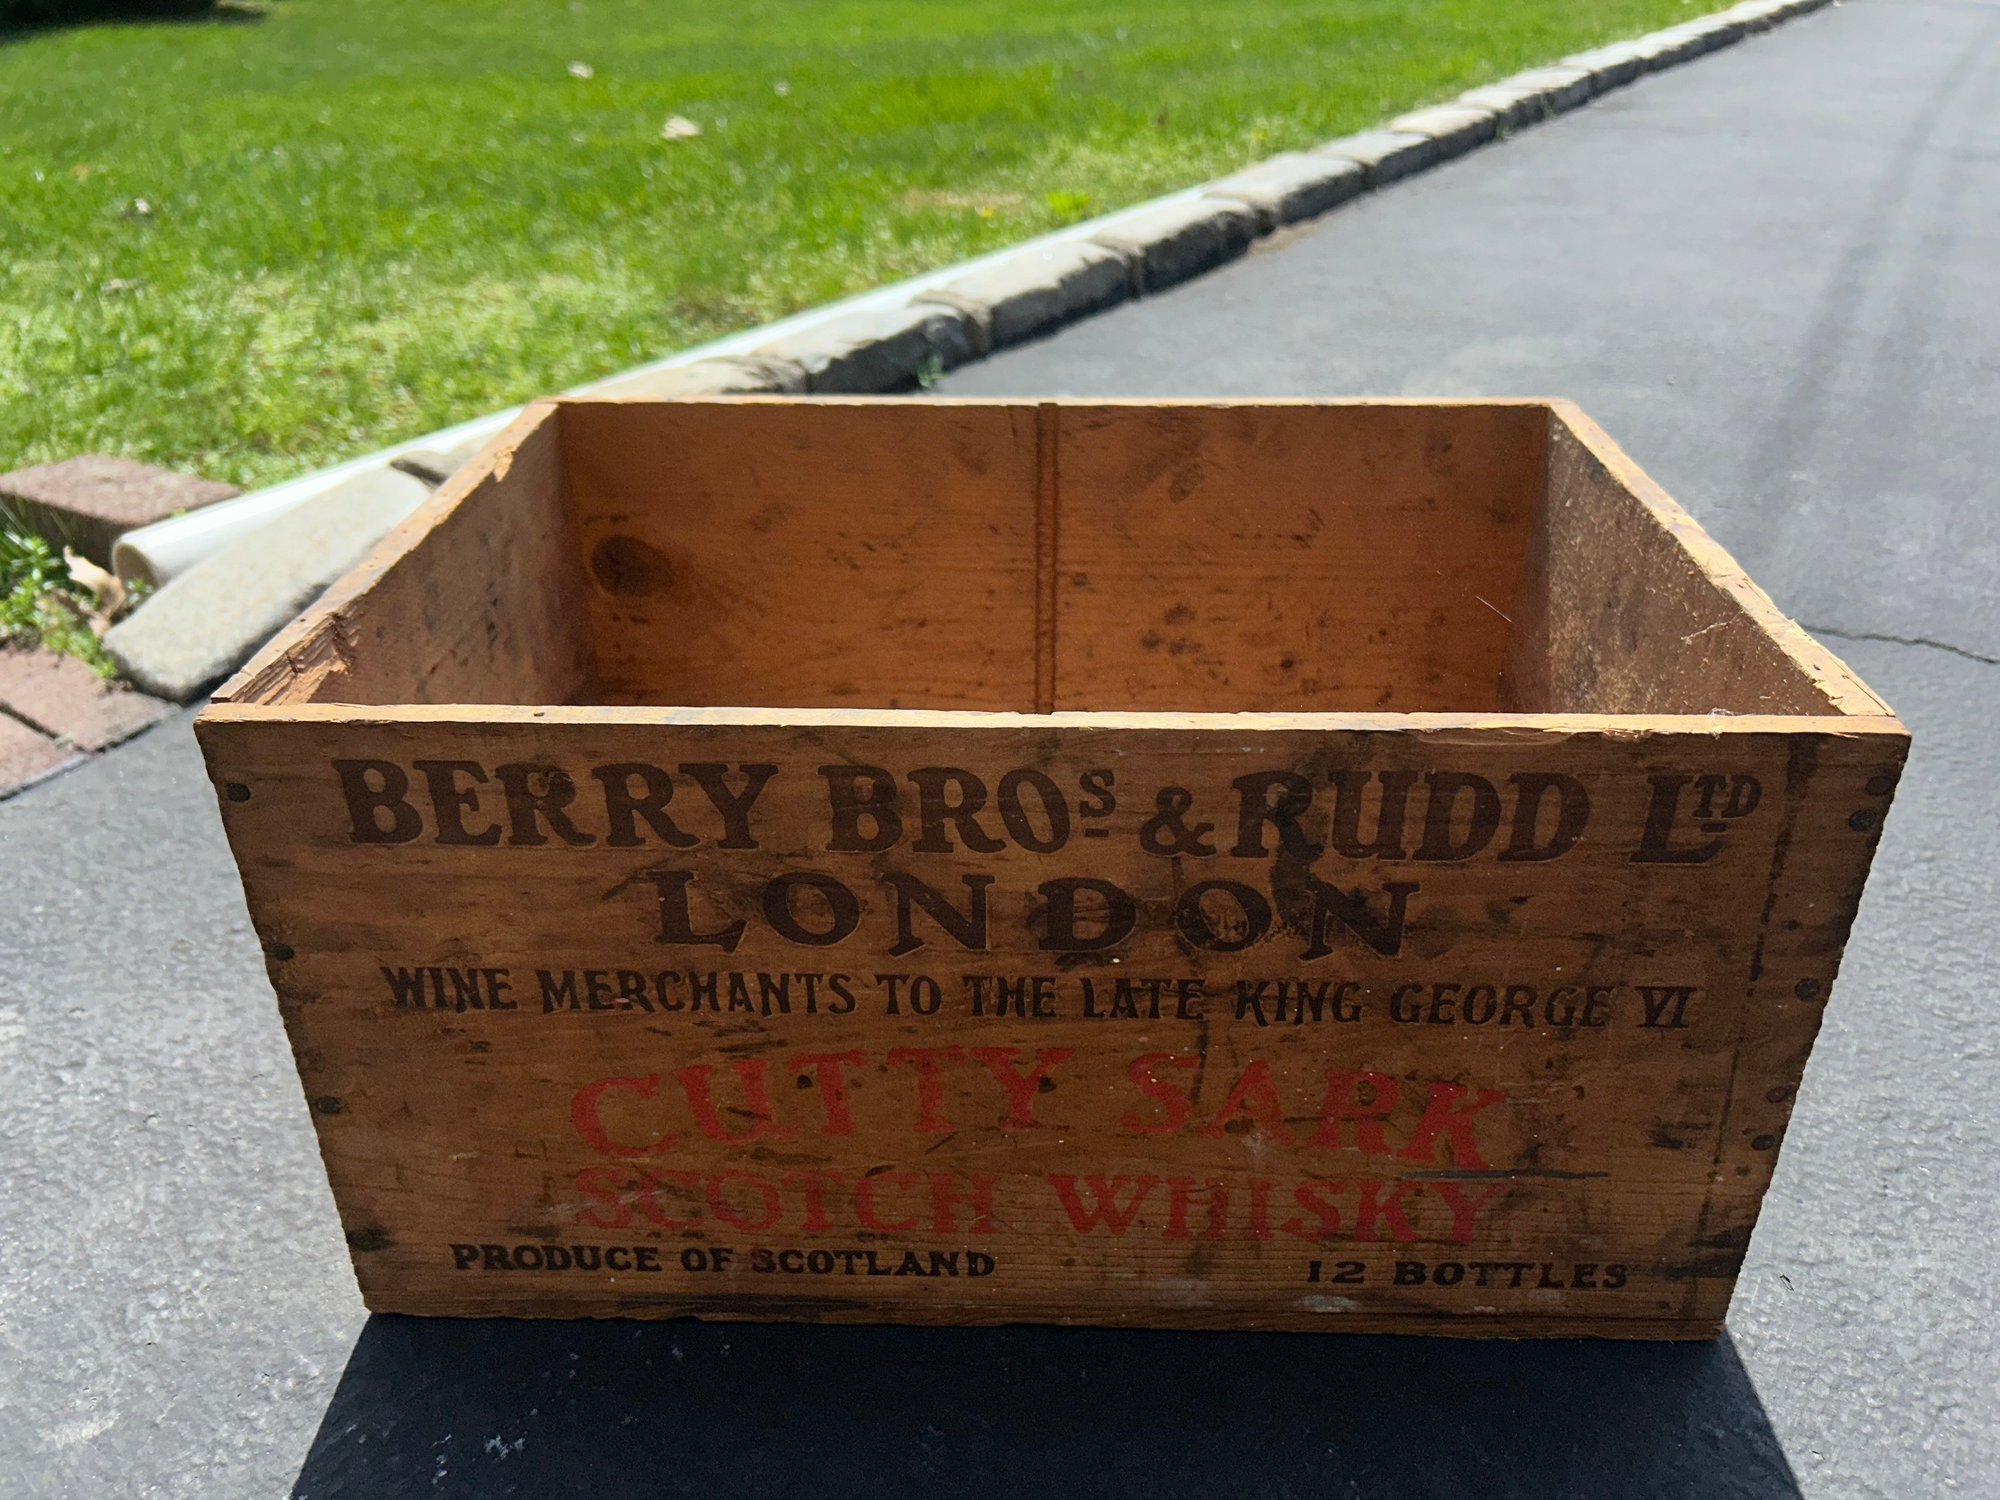 BERRY BROS & RUDD LTD
LONDON
WINE MERCHANTS TO THE LATE KING GEORGE VI
CUTTY SARK
SCOTCH WHISKY
PRODUCE OF SCOTLAND 12 BOTTLES